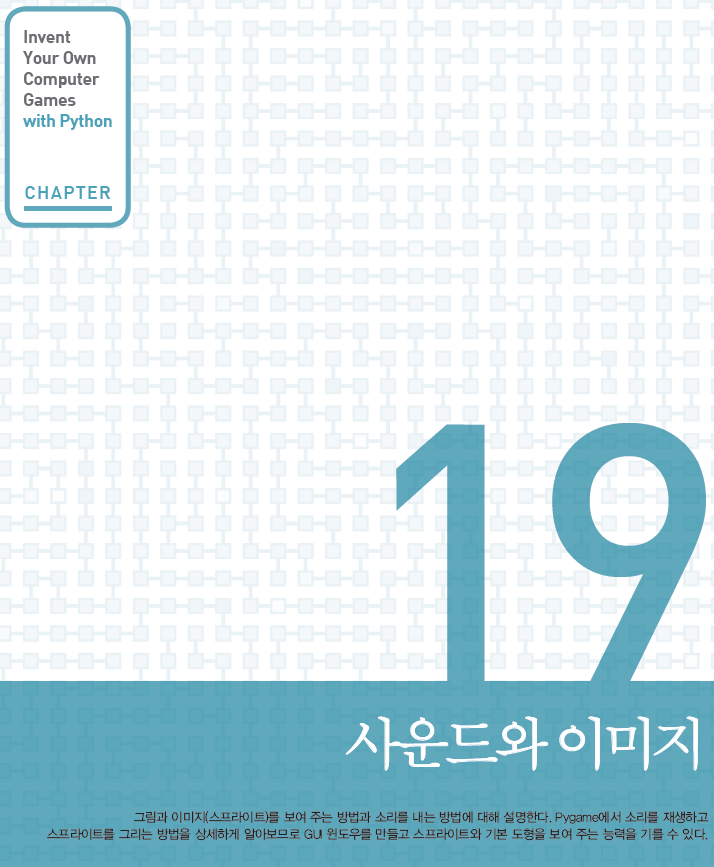 Invent
Your Own
Computer
Games
with Python
CHAPTER
19
사운드와 이미지
그림과 이미지(스프라이트)를 보여 주는 방법과 소리를 내는 방법에 대해 설명한다. Pygame에서 소리를 재생하고
스프라이트를 그리는 방법을 상세하게 알아보므로 GUI 윈도우를 만들고 스프라이트와 기본 도형을 보여 주는 능력을 기를 수 있다.